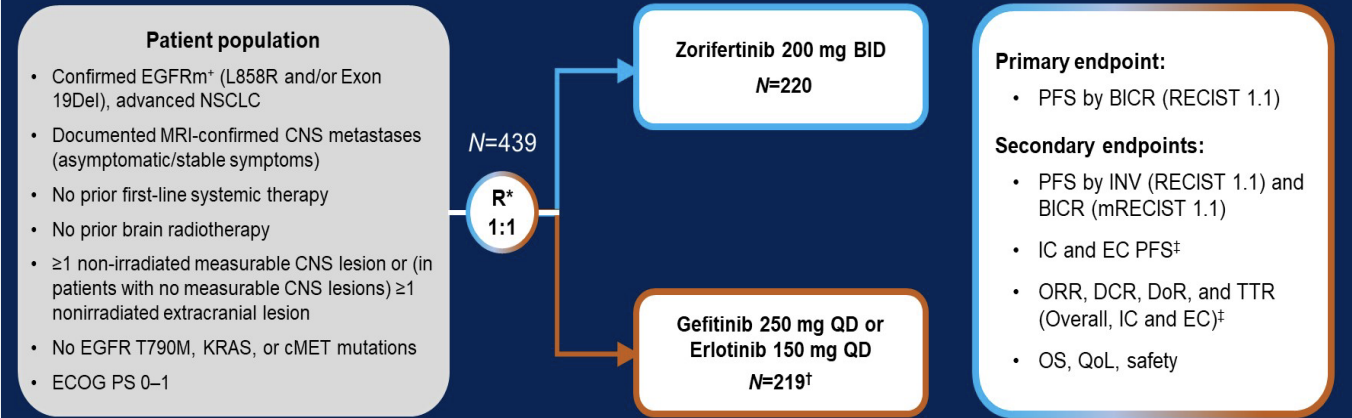 Patient population
• Confirmed EGFRm⁺ (L858R and/or Exon
19Del), advanced NSCLC
• Documented MRI-confirmed CNS metastases
(asymptomatic/stable symptoms)
• No prior first-line systemic therapy
• No prior brain radiotherapy
• ≥1 non-irradiated measurable CNS lesion or (in
patients with no measurable CNS lesions) ≥1
nonirradiated extracranial lesion
• No EGFR T790M, KRAS, or cMET mutations
• ECOG PS 0–1
N=439
R*
1:1
Zorifertinib 200 mg BID
N=220
Gefitinib 250 mg QD or
Erlotinib 150 mg QD
N=219†
Primary endpoint:
• PFS by BICR (RECIST 1.1)
Secondary endpoints:
• PFS by INV (RECIST 1.1) and
BICR (mRECIST 1.1)
• IC and EC PFS‡
• ORR, DCR, DoR, and TTR
(Overall, IC and EC)‡
• OS, QoL, safety